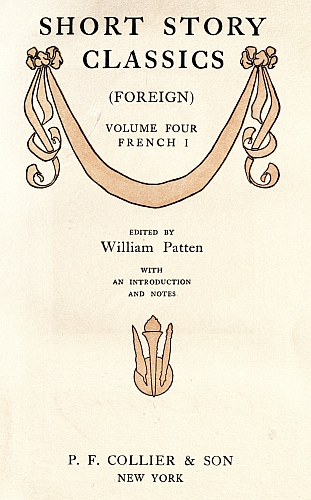 SHORT STORY
CLASSICS
(FOREIGN)
VOLUME FOUR
FRENCH I
EDITED BY
William Patten
WITH
AN INTRODUCTION
AND NOTES
P. F. COLLIER & SON
NEW YORK